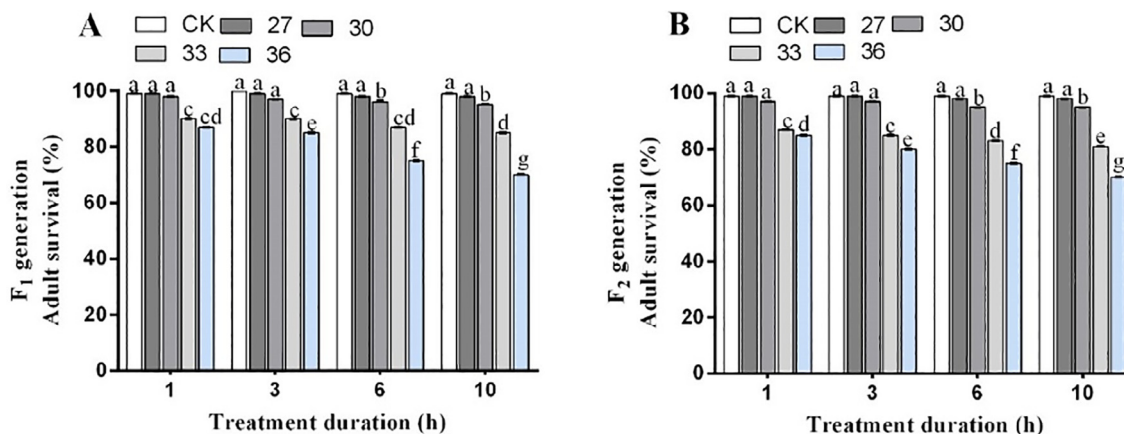 A
CK 27 30
33 36
F1 generation
Adult survival (%)
100
80
60
40
20
0
a a a c cd
a a a c e
a a b cd f
a a b d g
1 3 6 10
Treatment duration (h)
B
CK 27 30
33 36
F2 generation
Adult survival (%)
100
80
60
40
20
0
a a a c d
a a a c e
a a b d f
a a b e g
1 3 6 10
Treatment duration (h)